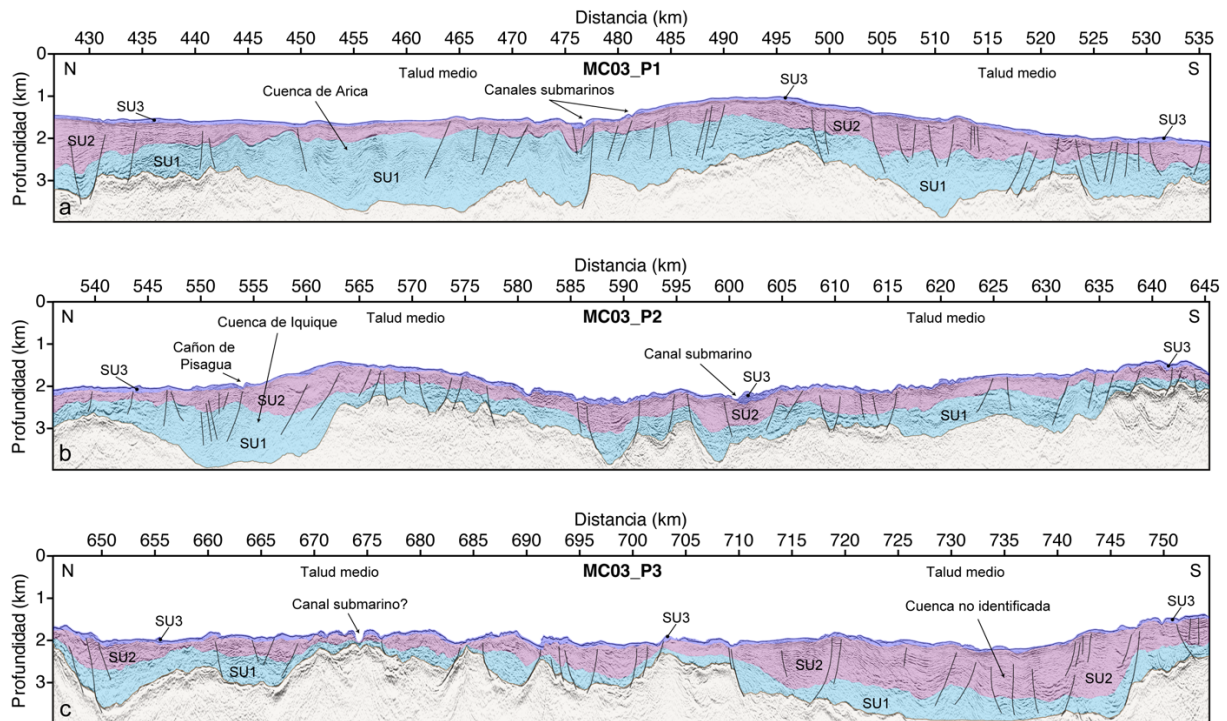 Distancia (km)
430 435 440 445 450 455 460 465 470 475 480 485 490 495 500 505 510 515 520 525 530 535
0
N
Talud medio
MC03_P1
Talud medio
S
Cuenca de Arica
Canales submarinos
SU3
SU3
SU3
1
SU2
SU2
2
SU1
SU1
SU1
3
Profundidad (km)
a
Distancia (km)
540 545 550 555 560 565 570 575 580 585 590 595 600 605 610 615 620 625 630 635 640 645
0
N
Cuenca de Iquique
Talud medio
MC03_P2
Talud medio
S
1
Cañon de
Pisagua
Canal submarino
SU3
SU3
SU3
2
SU2
SU2
SU1
SU1
3
Profundidad (km)
b
Distancia (km)
650 655 660 665 670 675 680 685 690 695 700 705 710 715 720 725 730 735 740 745 750
0
N
Talud medio
MC03_P3
Talud medio
S
Canal submarino?
Cuenca no identificada
1
SU3
SU3
SU3
2
SU2
SU1
SU2
SU2
3
SU1
Profundidad (km)
c